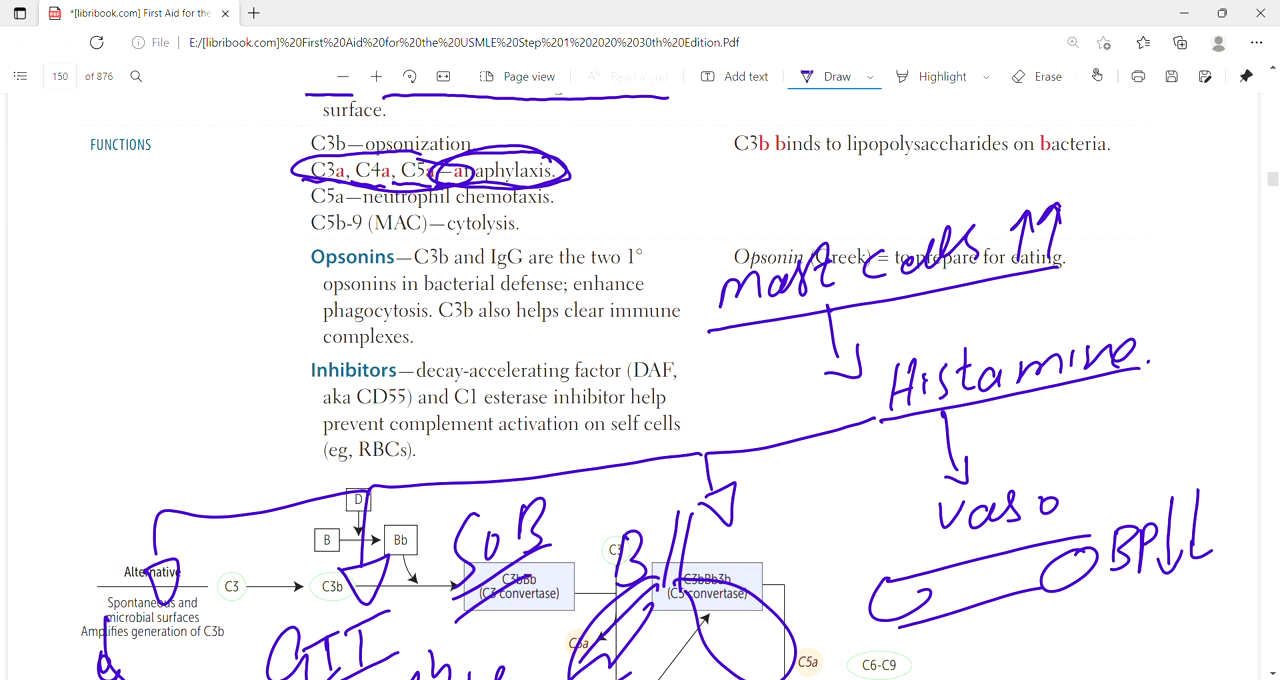 *[libribook.com] First Aid for the
File
E:/[libribook.com]%20First%20Aid%20for%20the%20USMLE%20Step%201%202020%2030th%20Edition.Pdf
150 of 876
Page view
Read aloud
Add text
Draw
Highlight
Erase
surface.
FUNCTIONS
C3b—opsonization.
C3a, C4a, C5a—anaphylaxis.
C5a—neutrophil chemotaxis.
C5b-9 (MAC)—cytolysis.
C3b binds to lipopolysaccharides on bacteria.
Opsonins—C3b and IgG are the two 1°
opsonins in bacterial defense; enhance
phagocytosis. C3b also helps clear immune
complexes.
Opsonin (Greek) = to prepare for eating.
mast cells ↑↑
Histamine.
Inhibitors—decay-accelerating factor (DAF,
aka CD55) and C1 esterase inhibitor help
prevent complement activation on self cells
(eg, RBCs).
vaso
BP↓↓
SOB
D
B
Bb
C3
Alternative
C3
C3b
C3bBb
(C3 convertase)
C3bBb3b
(C5 convertase)
Spontaneous and
microbial surfaces
Amplifies generation of C3b
GIT
C3a
C5a
C6-C9